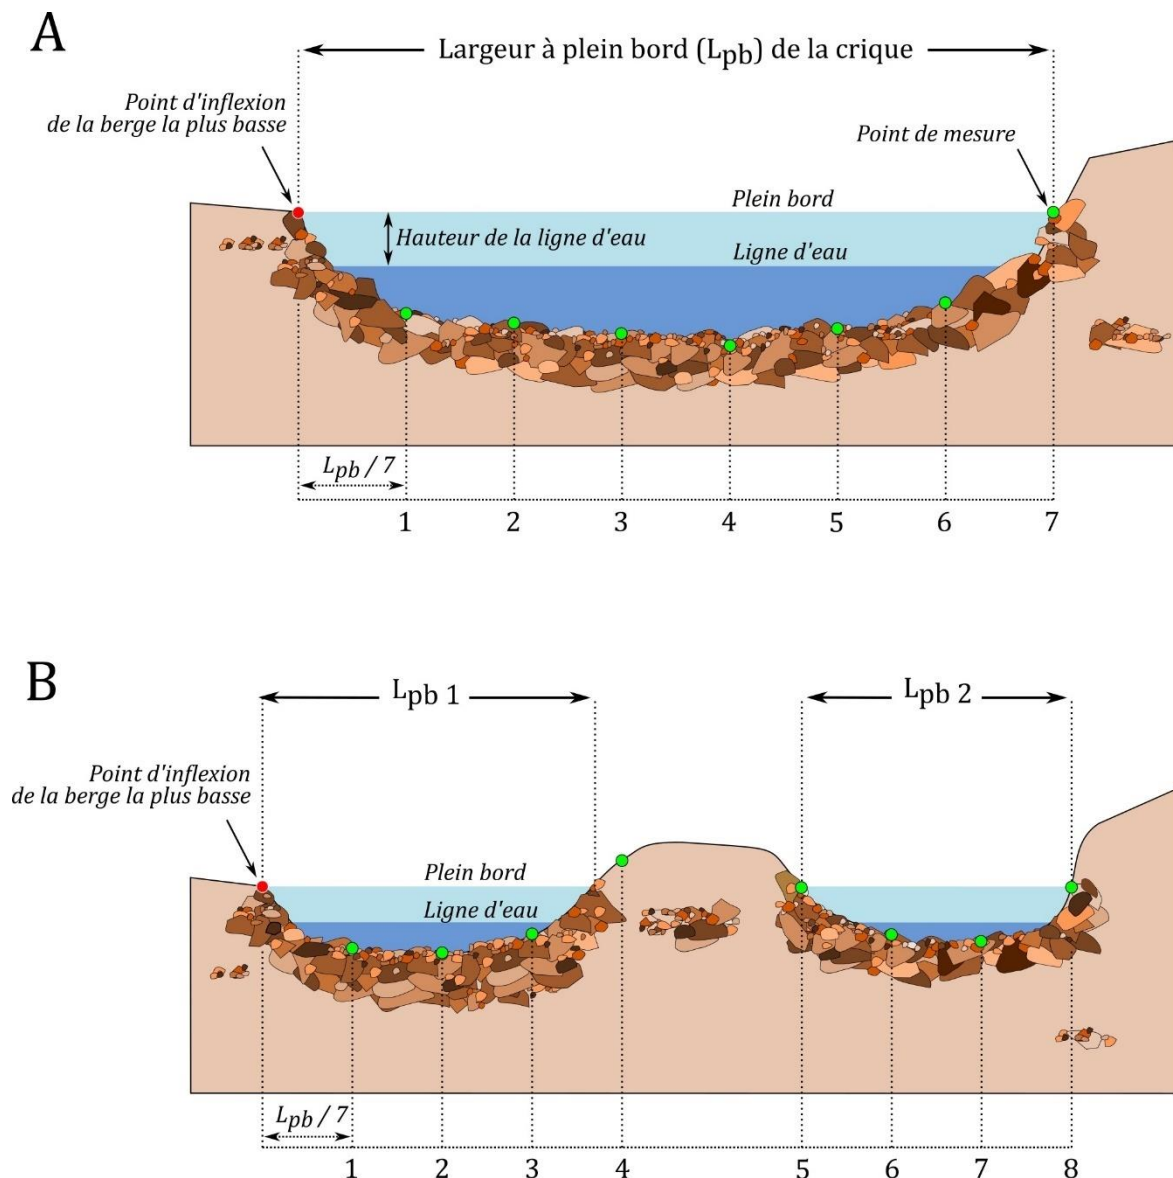 A
Largeur à plein bord (Lpb) de la crique
Point d'inflexion
de la berge la plus basse
Point de mesure
Plein bord
Hauteur de la ligne d'eau
Ligne d'eau
Lpb / 7
1 2 3 4 5 6 7
B
Lpb 1
Lpb 2
Point d'inflexion
de la berge la plus basse
Plein bord
Ligne d'eau
Lpb / 7
1 2 3 4 5 6 7 8